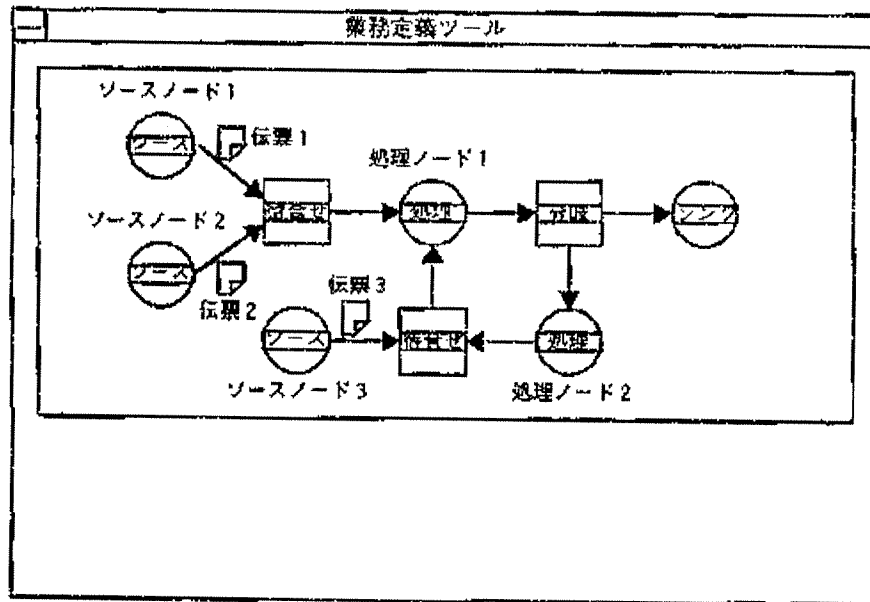 業務定義ツール
ソースノード1
ソース
伝票1
処理ノード1
待合せ
処理
分岐
シンク
ソースノード2
ソース
伝票2
伝票3
ソース
待合せ
処理
ソースノード3
処理ノード2